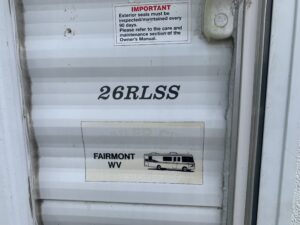 IMPORTANT
Exterior seals must be
inspected/maintained every
90 days.
Please refer to the care and
maintenance section of the
Owner's Manual.
26RLSS
FAIRMONT
WV